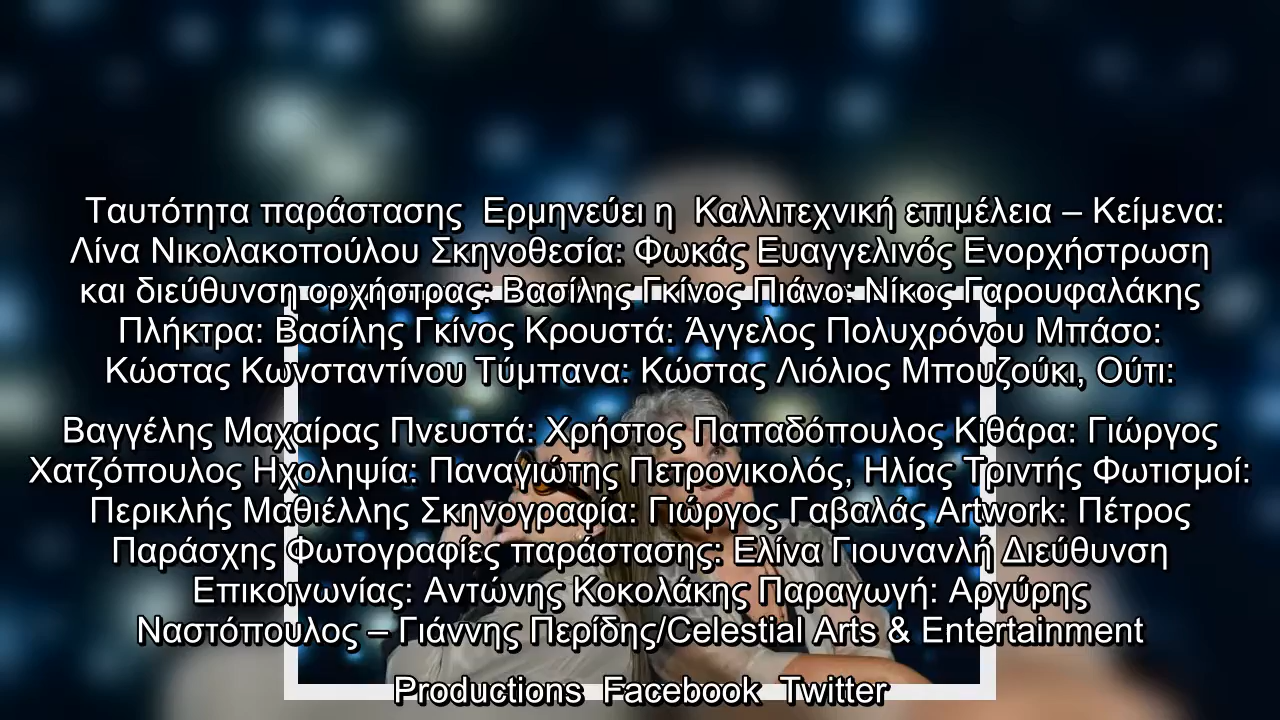 Ταυτότητα παράστασης  Ερμηνεύει η  Καλλιτεχνική επιμέλεια – Κείμενα:
Λίνα Νικολακοπούλου Σκηνοθεσία: Φωκάς Ευαγγελινός Ενορχήστρωση
και διεύθυνση ορχήστρας: Βασίλης Γκίνος Πιάνο: Νίκος Γαρουφαλάκης
Πλήκτρα: Βασίλης Γκίνος Κρουστά: Άγγελος Πολυχρόνου Μπάσο:
Κώστας Κωνσταντίνου Τύμπανα: Κώστας Λιόλιος Μπουζούκι, Ούτι:
Βαγγέλης Μαχαίρας Πνευστά: Χρήστος Παπαδόπουλος Κιθάρα: Γιώργος
Χατζόπουλος Ηχοληψία: Παναγιώτης Πετρονικολός, Ηλίας Τριντής Φωτισμοί:
Περικλής Μαθιέλλης Σκηνογραφία: Γιώργος Γαβαλάς Artwork: Πέτρος
Παράσχης Φωτογραφίες παράστασης: Ελίνα Γιουνανλή Διεύθυνση
Επικοινωνίας: Αντώνης Κοκολάκης Παραγωγή: Αργύρης
Ναστόπουλος – Γιάννης Περίδης/Celestial Arts & Entertainment
Productions  Facebook  Twitter